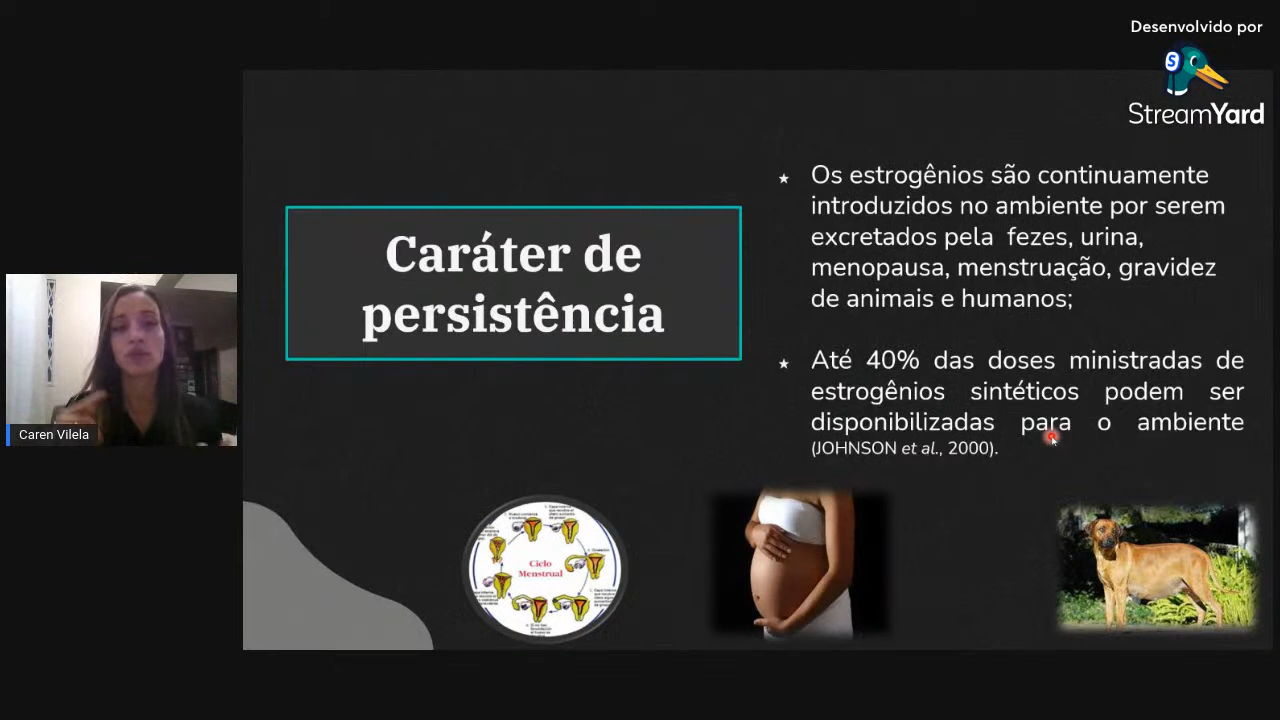 Desenvolvido por
StreamYard
Caráter de
persistência
★ Os estrogênios são continuamente
introduzidos no ambiente por serem
excretados pela fezes, urina,
menopausa, menstruação, gravidez
de animais e humanos;
★ Até 40% das doses ministradas de
estrogênios sintéticos podem ser
disponibilizadas para o ambiente
(JOHNSON et al., 2000).
Caren Vilela
Ciclo
Menstrual